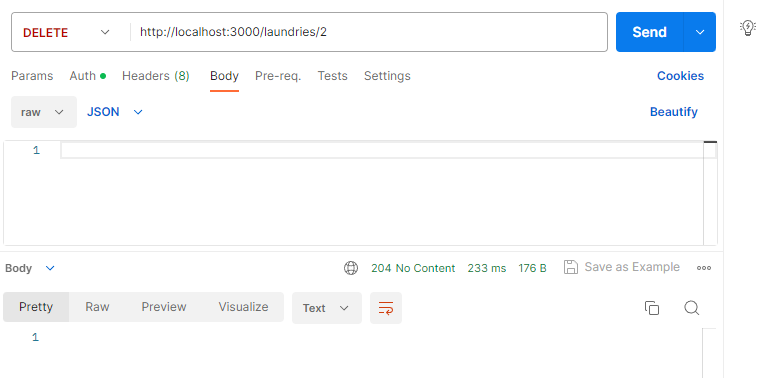 DELETE http://localhost:3000/laundries/2 Send
Params Auth Headers (8) Body Pre-req. Tests Settings Cookies
raw JSON Beautify
1
Body 204 No Content 233 ms 176 B Save as Example
Pretty Raw Preview Visualize Text
1